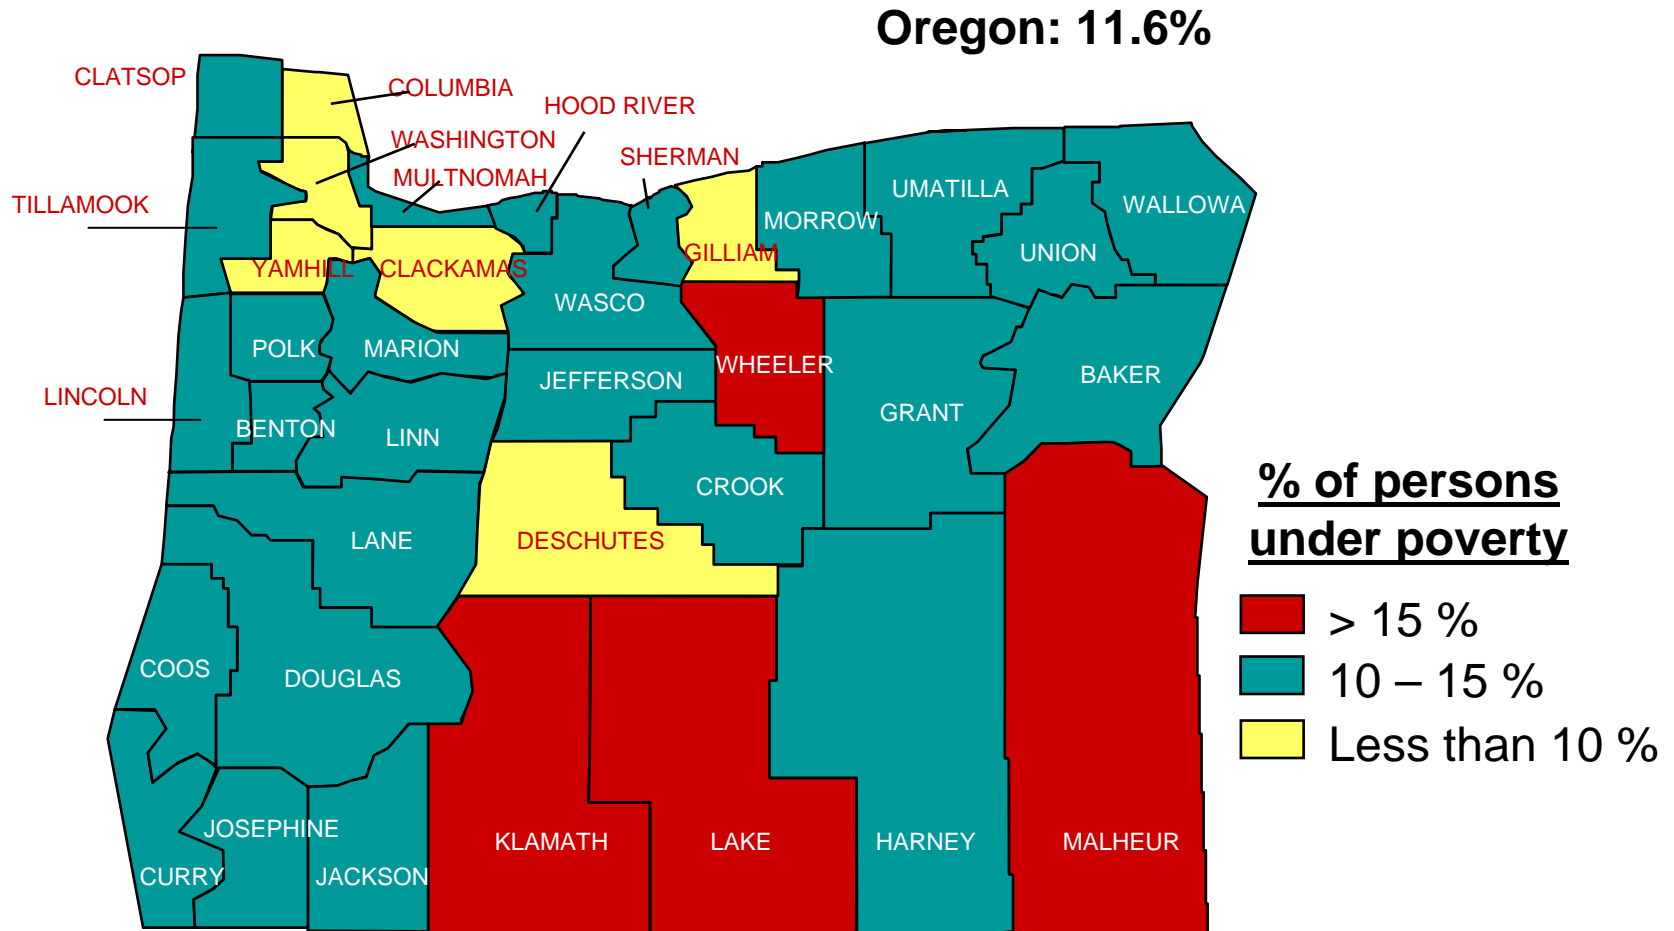 Oregon: 11.6%
CLATSOP
COLUMBIA
HOOD RIVER
WASHINGTON
SHERMAN
MULTNOMAH
UMATILLA
TILLAMOOK
WALLOWA
MORROW
GILLIAM
UNION
YAMHILL
CLACKAMAS
WASCO
POLK
MARION
WHEELER
JEFFERSON
BAKER
LINCOLN
GRANT
BENTON
LINN
CROOK
LANE
DESCHUTES
COOS
DOUGLAS
JOSEPHINE
KLAMATH
LAKE
HARNEY
MALHEUR
CURRY
JACKSON
% of persons
under poverty
> 15 %
10 – 15 %
Less than 10 %